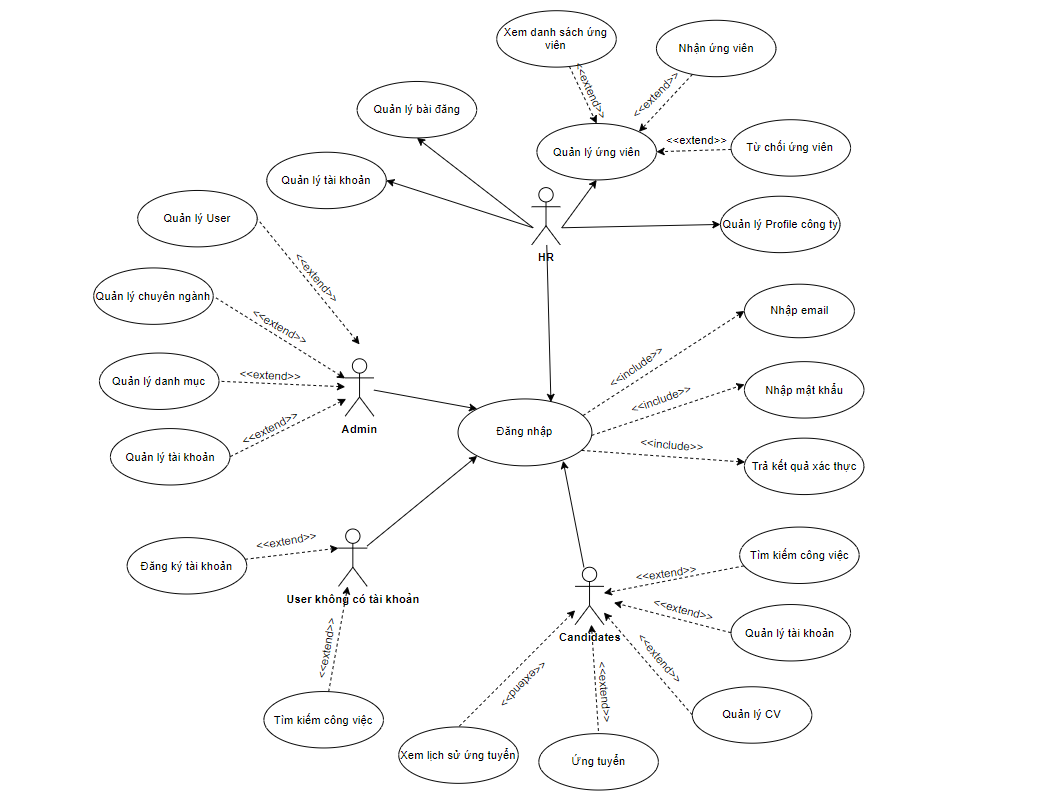 Xem danh sách ứng
viên
Nhận ứng viên
<<extend>>
<<extend>>
Quản lý bài đăng
Quản lý ứng viên
<<extend>>
Từ chối ứng viên
Quản lý tài khoản
Quản lý User
Quản lý Profile công ty
HR
<<extend>>
Quản lý chuyên ngành
<<extend>>
Nhập email
<<include>>
Quản lý danh mục
<<extend>>
Nhập mật khẩu
<<include>>
Admin
Đăng nhập
<<extend>>
<<include>>
Quản lý tài khoản
Trả kết quả xác thực
<<extend>>
Đăng ký tài khoản
Tìm kiếm công việc
<<extend>>
User không có tài khoản
<<extend>>
Candidates
Quản lý tài khoản
<<extend>>
<<extend>>
<<extend>>
<<extend>>
Tìm kiếm công việc
Quản lý CV
Xem lịch sử ứng tuyển
Ứng tuyển